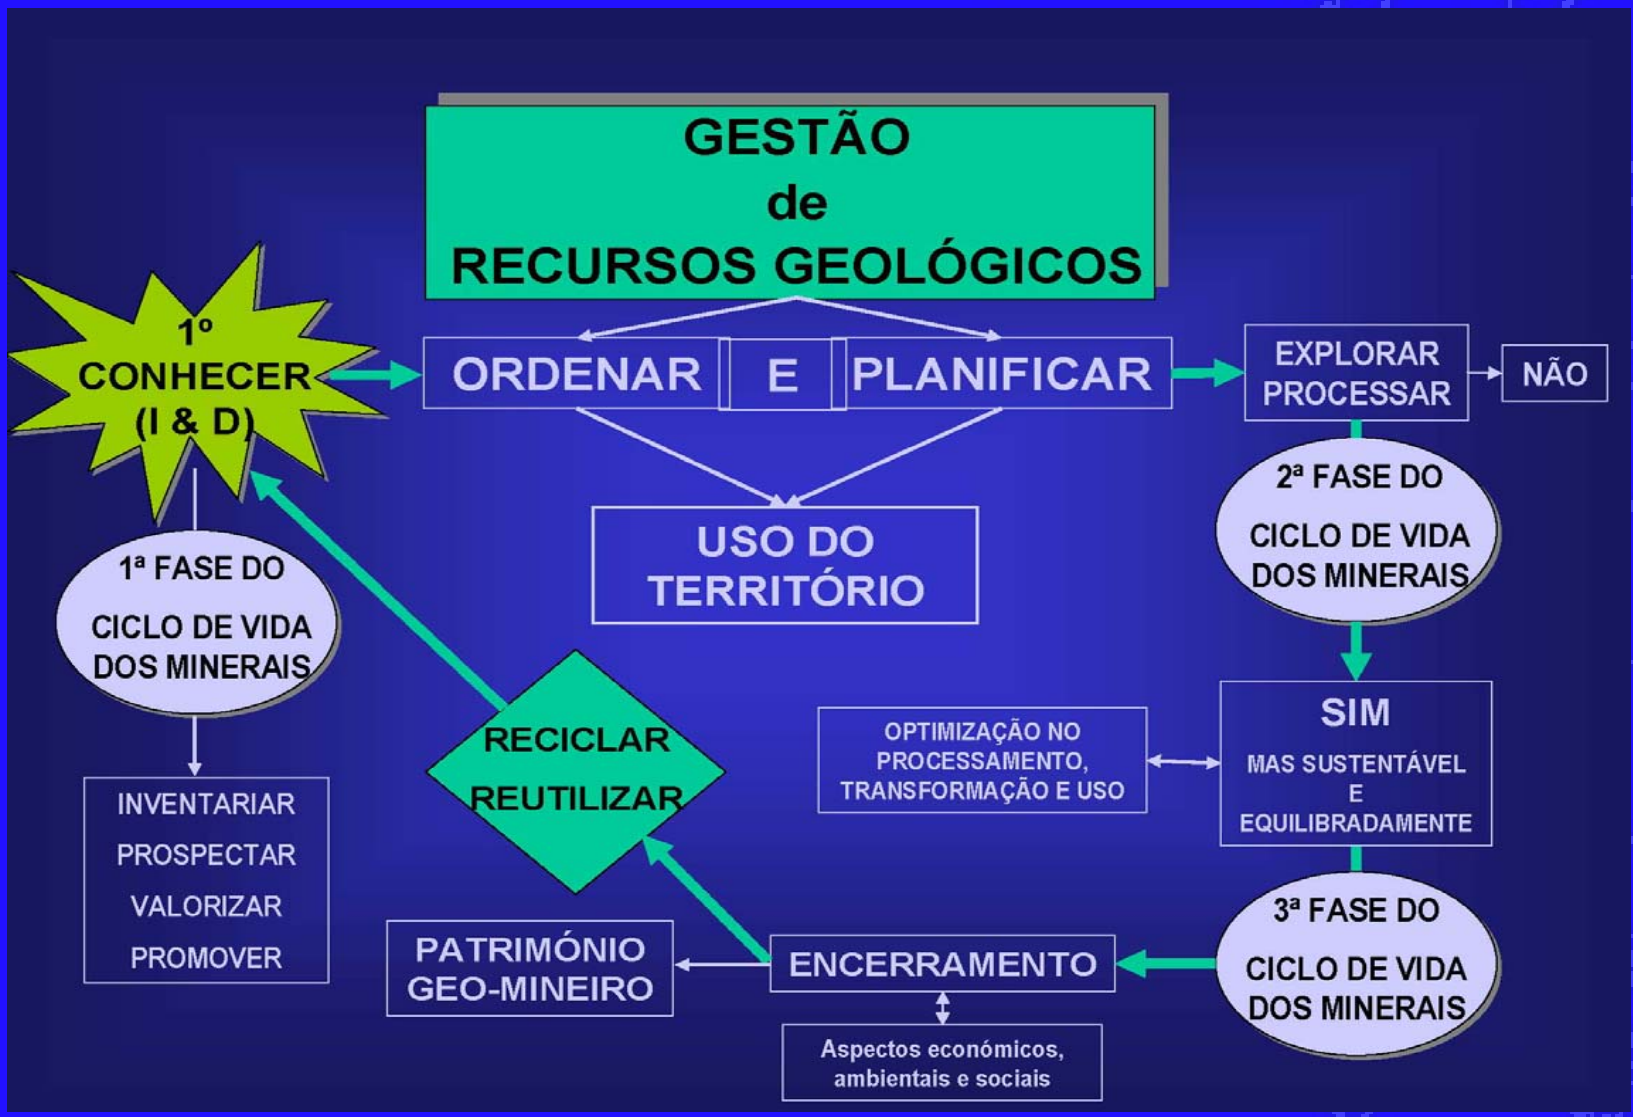 GESTÃO
de
RECURSOS GEOLÓGICOS
1º
CONHECER
(I & D)
ORDENAR
E
PLANIFICAR
EXPLORAR
PROCESSAR
NÃO
2ª FASE DO
CICLO DE VIDA
DOS MINERAIS
USO DO
TERRITÓRIO
1ª FASE DO
CICLO DE VIDA
DOS MINERAIS
INVENTARIAR
PROSPECTAR
VALORIZAR
PROMOVER
RECICLAR
REUTILIZAR
OPTIMIZAÇÃO NO
PROCESSAMENTO,
TRANSFORMAÇÃO E USO
SIM
MAS SUSTENTÁVEL
E
EQUILIBRADAMENTE
3ª FASE DO
CICLO DE VIDA
DOS MINERAIS
ENCERRAMENTO
PATRIMÓNIO
GEO-MINEIRO
Aspectos económicos,
ambientais e sociais